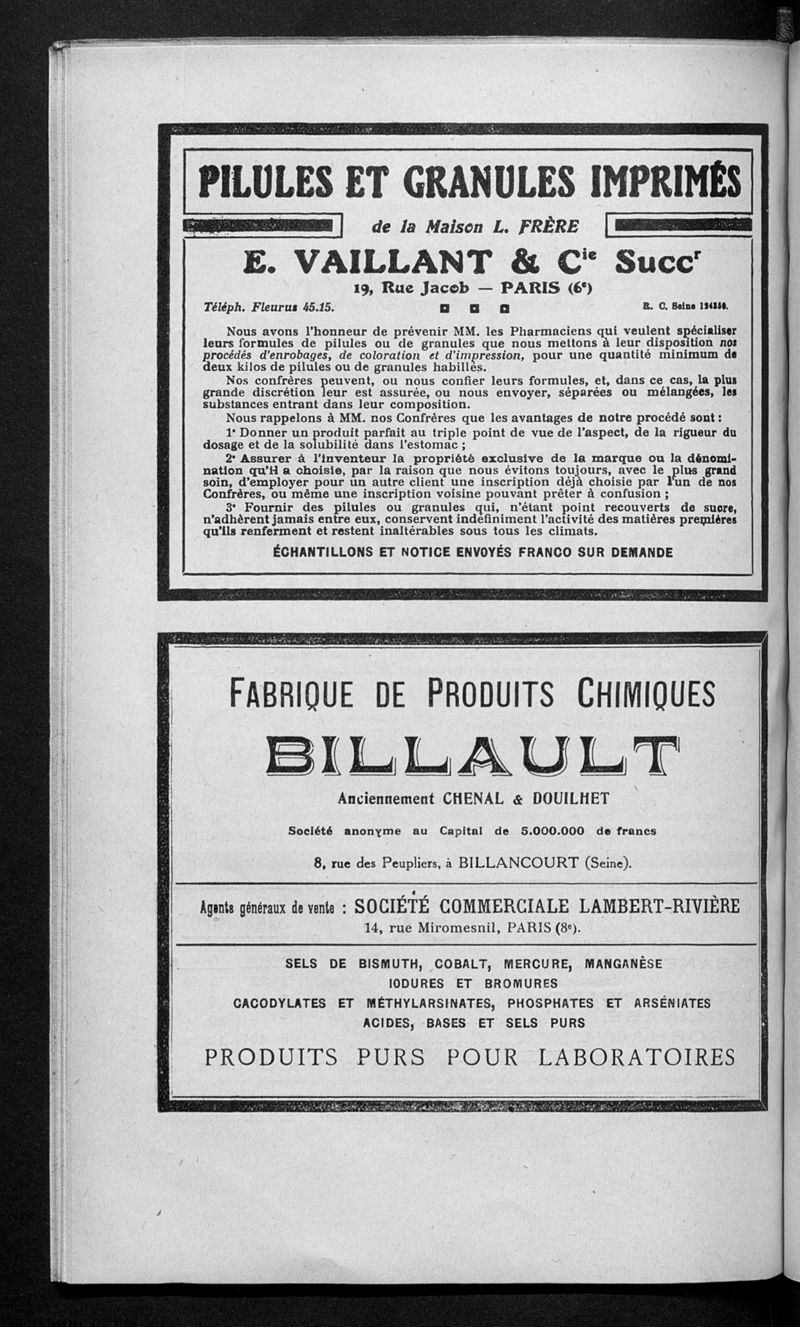 PILULES ET GRANULES IMPRIMÉS
de la Maison L. FRÈRE
E. VAILLANT & Cie Succr
19, Rue Jacob — PARIS (6e)
Téléph. Fleurus 45.15.
R. C. Seine
Nous avons l'honneur de prévenir MM. les Pharmaciens qui veulent spécialiser
leurs formules de pilules ou de granules que nous mettons à leur disposition nos
procédés d'enrobages, de coloration et d'impression, pour une quantité minimum de
deux kilos de pilules ou de granules habillés.
Nos confrères peuvent, ou nous confier leurs formules, et, dans ce cas, la plus
grande discrétion leur est assurée, ou nous envoyer, séparées ou mélangées, les
substances entrant dans leur composition.
Nous rappelons à MM. nos Confrères que les avantages de notre procédé sont :
1° Donner un produit parfait au triple point de vue de l'aspect, de la rigueur du
dosage et de la solubilité dans l'estomac ;
2° Assurer à l'inventeur la propriété exclusive de la marque ou la dénomi-
nation qu'il a choisie, par la raison que nous évitons toujours, avec le plus grand
soin, d'employer pour un autre client une inscription déjà choisie par l'un de nos
Confrères, ou même une inscription voisine pouvant prêter à confusion ;
3° Fournir des pilules ou granules qui, n'étant point recouverts de sucre,
n'adhèrent jamais entre eux, conservent indéfiniment l'activité des matières premières
qu'ils renferment et restent inaltérables sous tous les climats.
ÉCHANTILLONS ET NOTICE ENVOYÉS FRANCO SUR DEMANDE
FABRIQUE DE PRODUITS CHIMIQUES
BILLAULT
Anciennement CHENAL & DOUILHET
Société anonyme au Capital de 5.000.000 de francs
8, rue des Peupliers, à BILLANCOURT (Seine).
Agents généraux de vente : SOCIÉTÉ COMMERCIALE LAMBERT-RIVIÈRE
14, rue Miromesnil, PARIS (8e).
SELS DE BISMUTH, COBALT, MERCURE, MANGANÈSE
IODURES ET BROMURES
CACODYLATES ET MÉTHYLARSINATES, PHOSPHATES ET ARSÉNIATES
ACIDES, BASES ET SELS PURS
PRODUITS PURS POUR LABORATOIRES